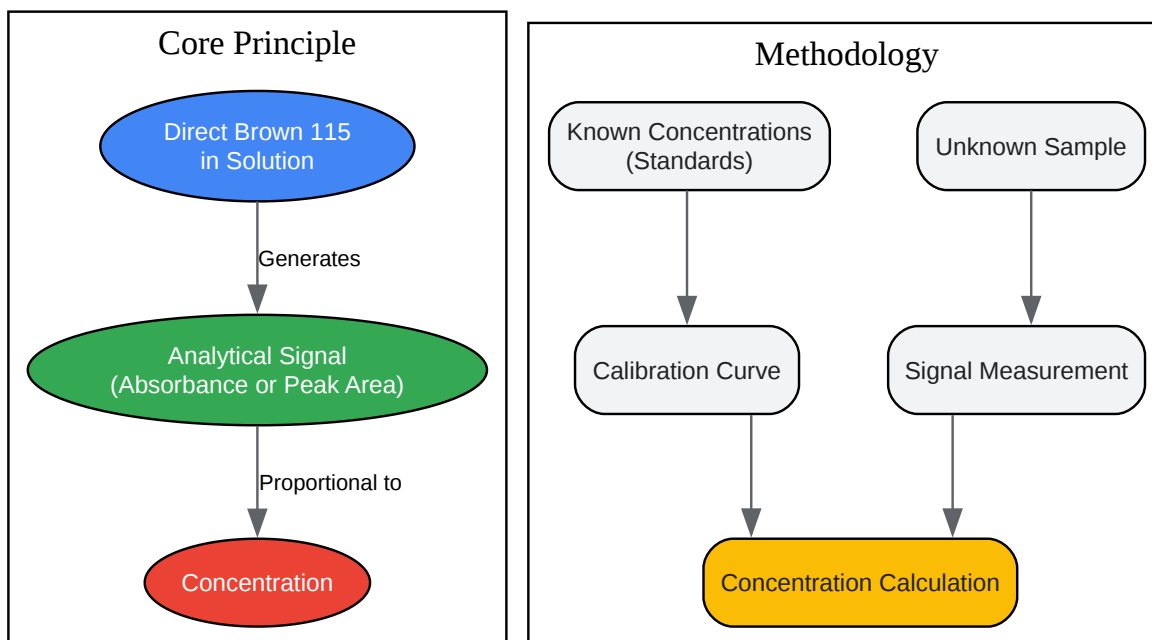 Core Principle
Direct Brown 115
in Solution
Generates
Analytical Signal
(Absorbance or Peak Area)
Proportional to
Concentration
Methodology
Known Concentrations
(Standards)
Unknown Sample
Calibration Curve
Signal Measurement
Concentration Calculation